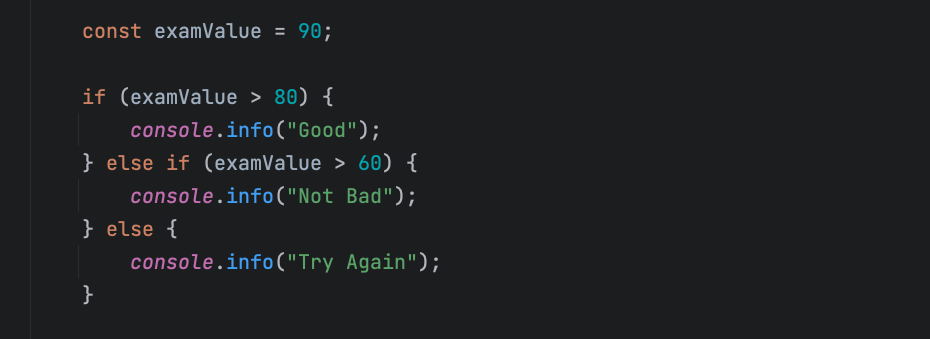 const examValue = 90;
if (examValue > 80) {
    console.info("Good");
} else if (examValue > 60) {
    console.info("Not Bad");
} else {
    console.info("Try Again");
}